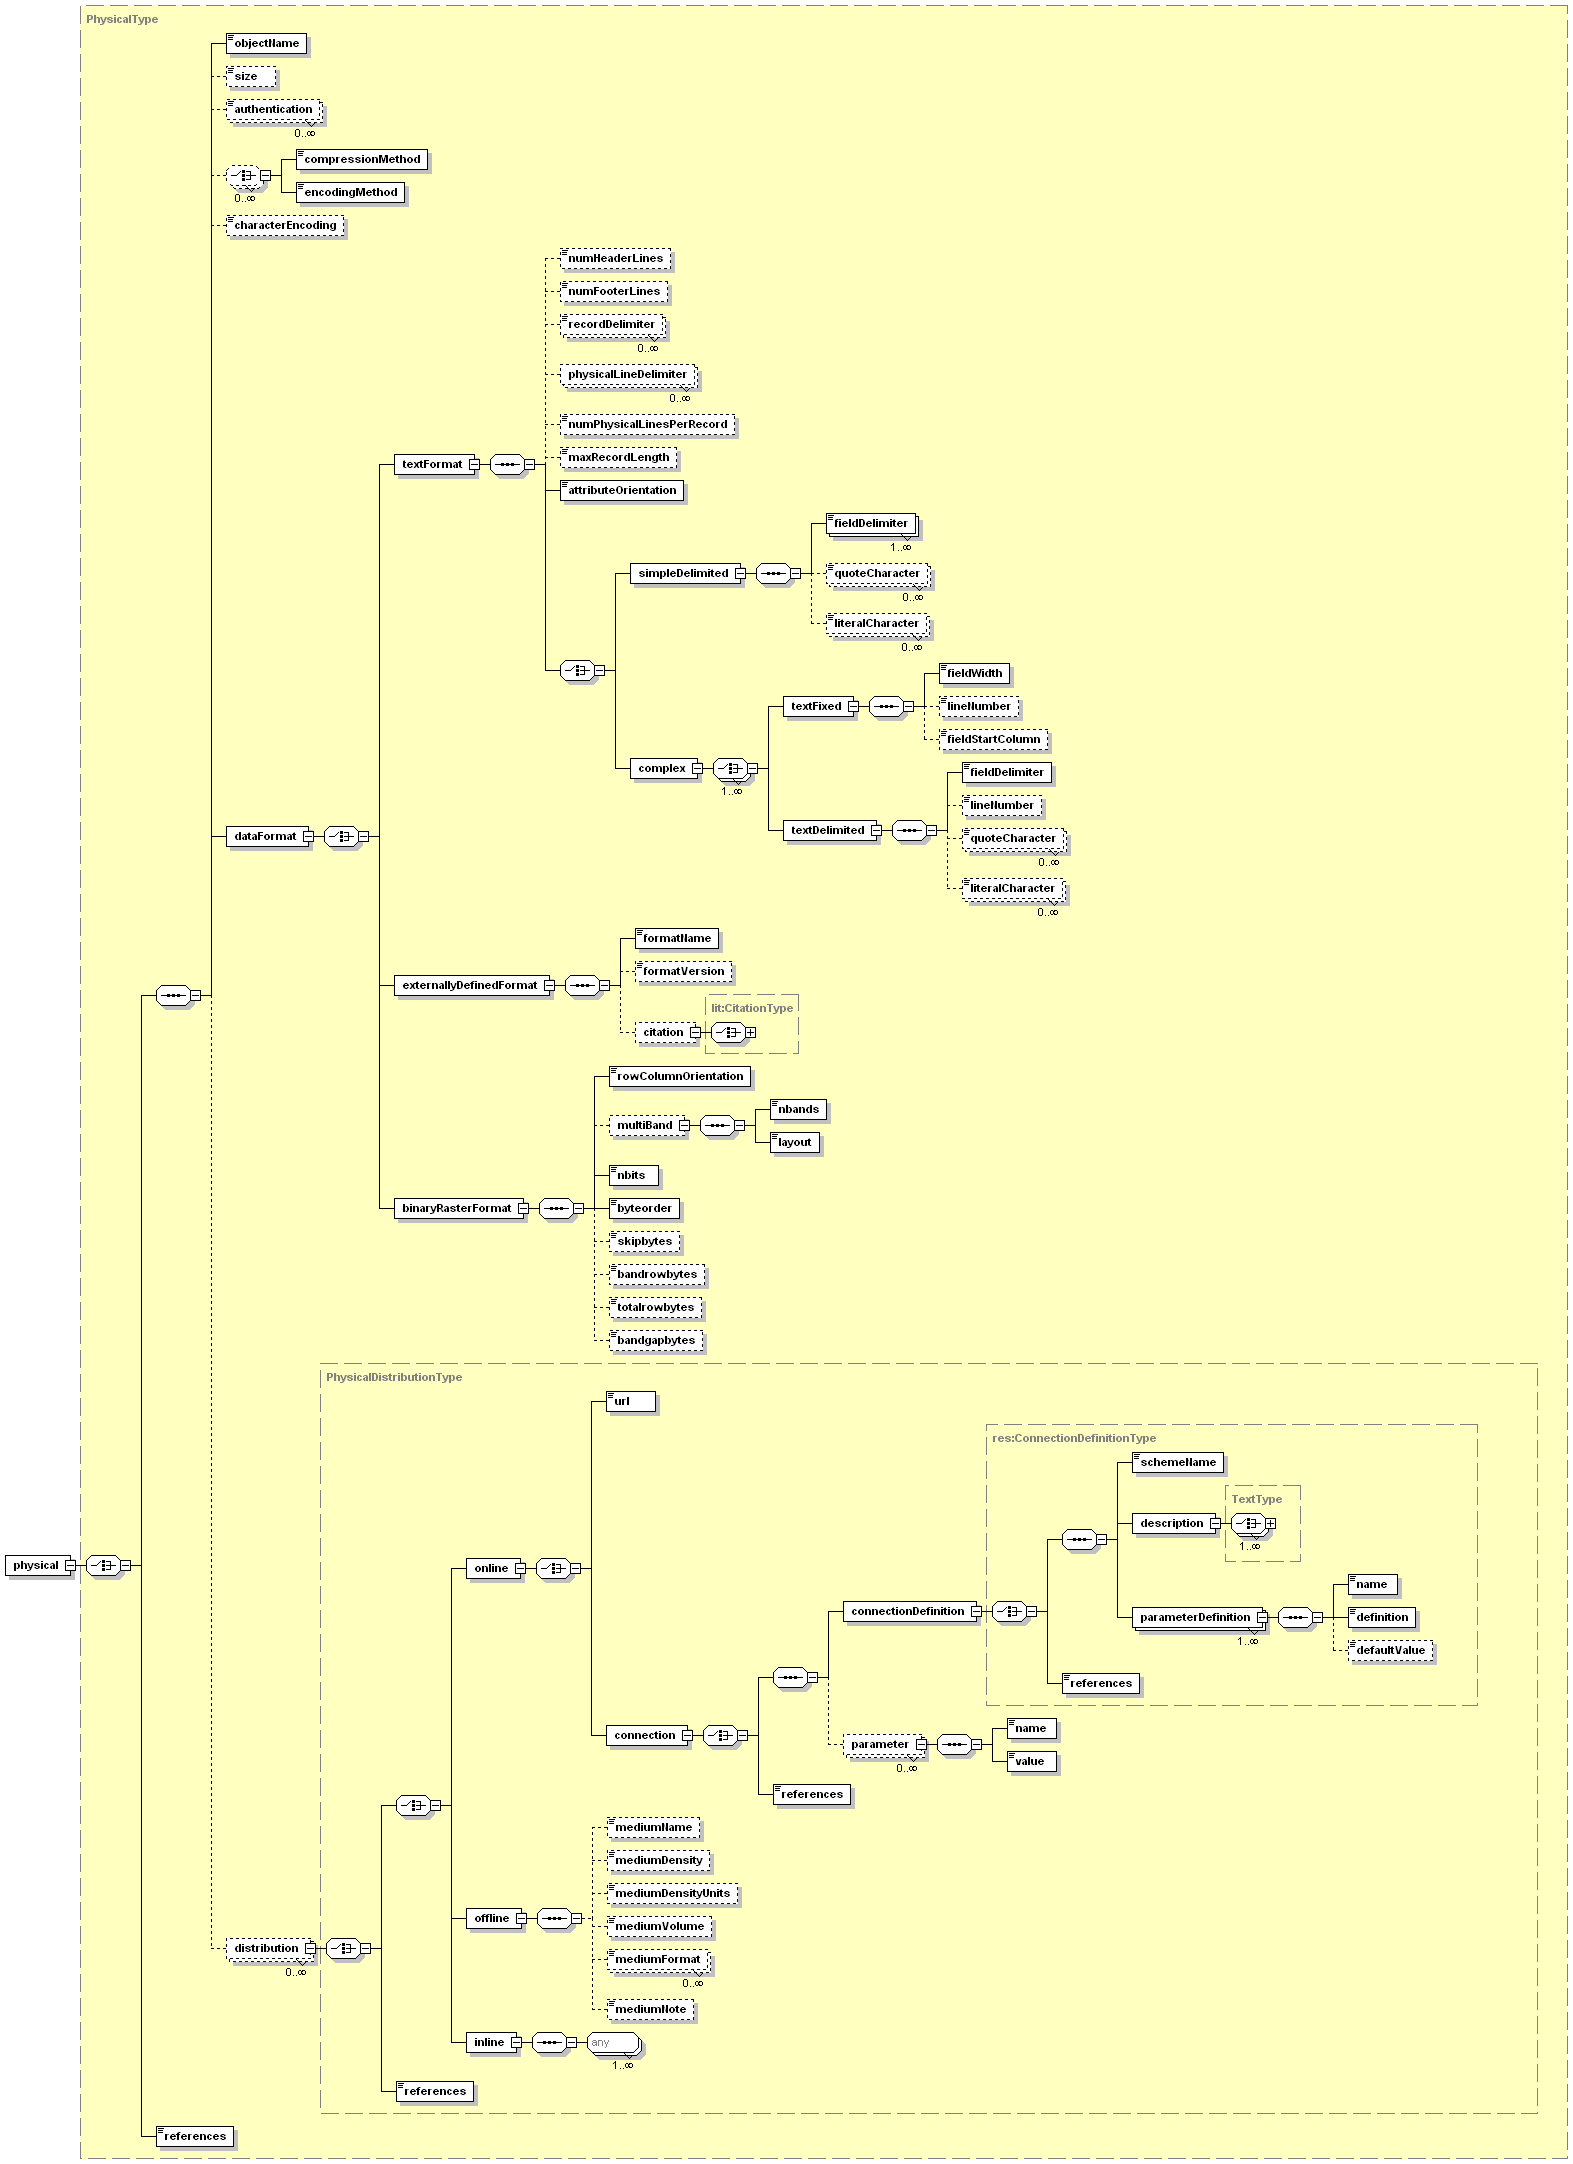 PhysicalType
objectName
size
authentication
0..∞
compressionMethod
0..∞
encodingMethod
characterEncoding
numHeaderLines
numFooterLines
recordDelimiter
0..∞
physicalLineDelimiter
0..∞
numPhysicalLinesPerRecord
maxRecordLength
textFormat
attributeOrientation
fieldDelimiter
1..∞
simpleDelimited
quoteCharacter
0..∞
literalCharacter
0..∞
fieldWidth
textFixed
lineNumber
fieldStartColumn
complex
1..∞
fieldDelimiter
lineNumber
textDelimited
quoteCharacter
0..∞
literalCharacter
0..∞
dataFormat
formatName
formatVersion
externallyDefinedFormat
lit:CitationType
citation
rowColumnOrientation
nbands
multiBand
layout
nbits
binaryRasterFormat
byteorder
skipbytes
bandrowbytes
totalrowbytes
bandgapbytes
PhysicalDistributionType
url
res:ConnectionDefinitionType
schemeName
TextType
description
1..∞
physical
online
name
connectionDefinition
parameterDefinition
1..∞
definition
defaultValue
references
connection
parameter
0..∞
name
value
references
mediumName
mediumDensity
mediumDensityUnits
offline
mediumVolume
distribution
0..∞
mediumFormat
0..∞
mediumNote
inline
any
1..∞
references
references